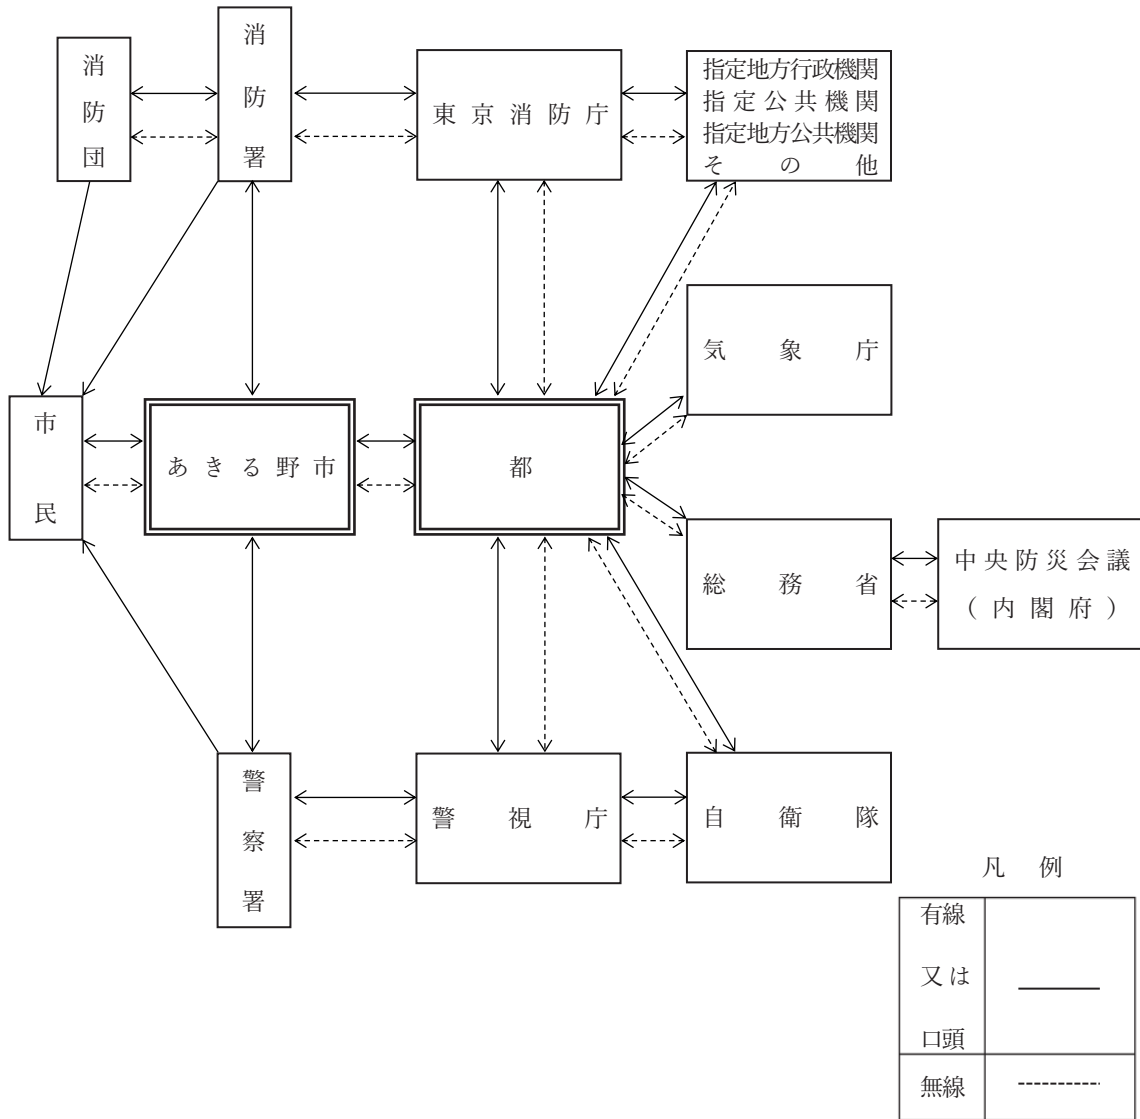 消防団
消防署
東京消防庁
指定地方行政機関
指定公共機関
指定地方公共機関
その他
気象庁
市民
あきる野市
都
総務省
中央防災会議
(内閣府)
警察署
警視庁
自衛隊
凡例
有線
又は
口頭
無線